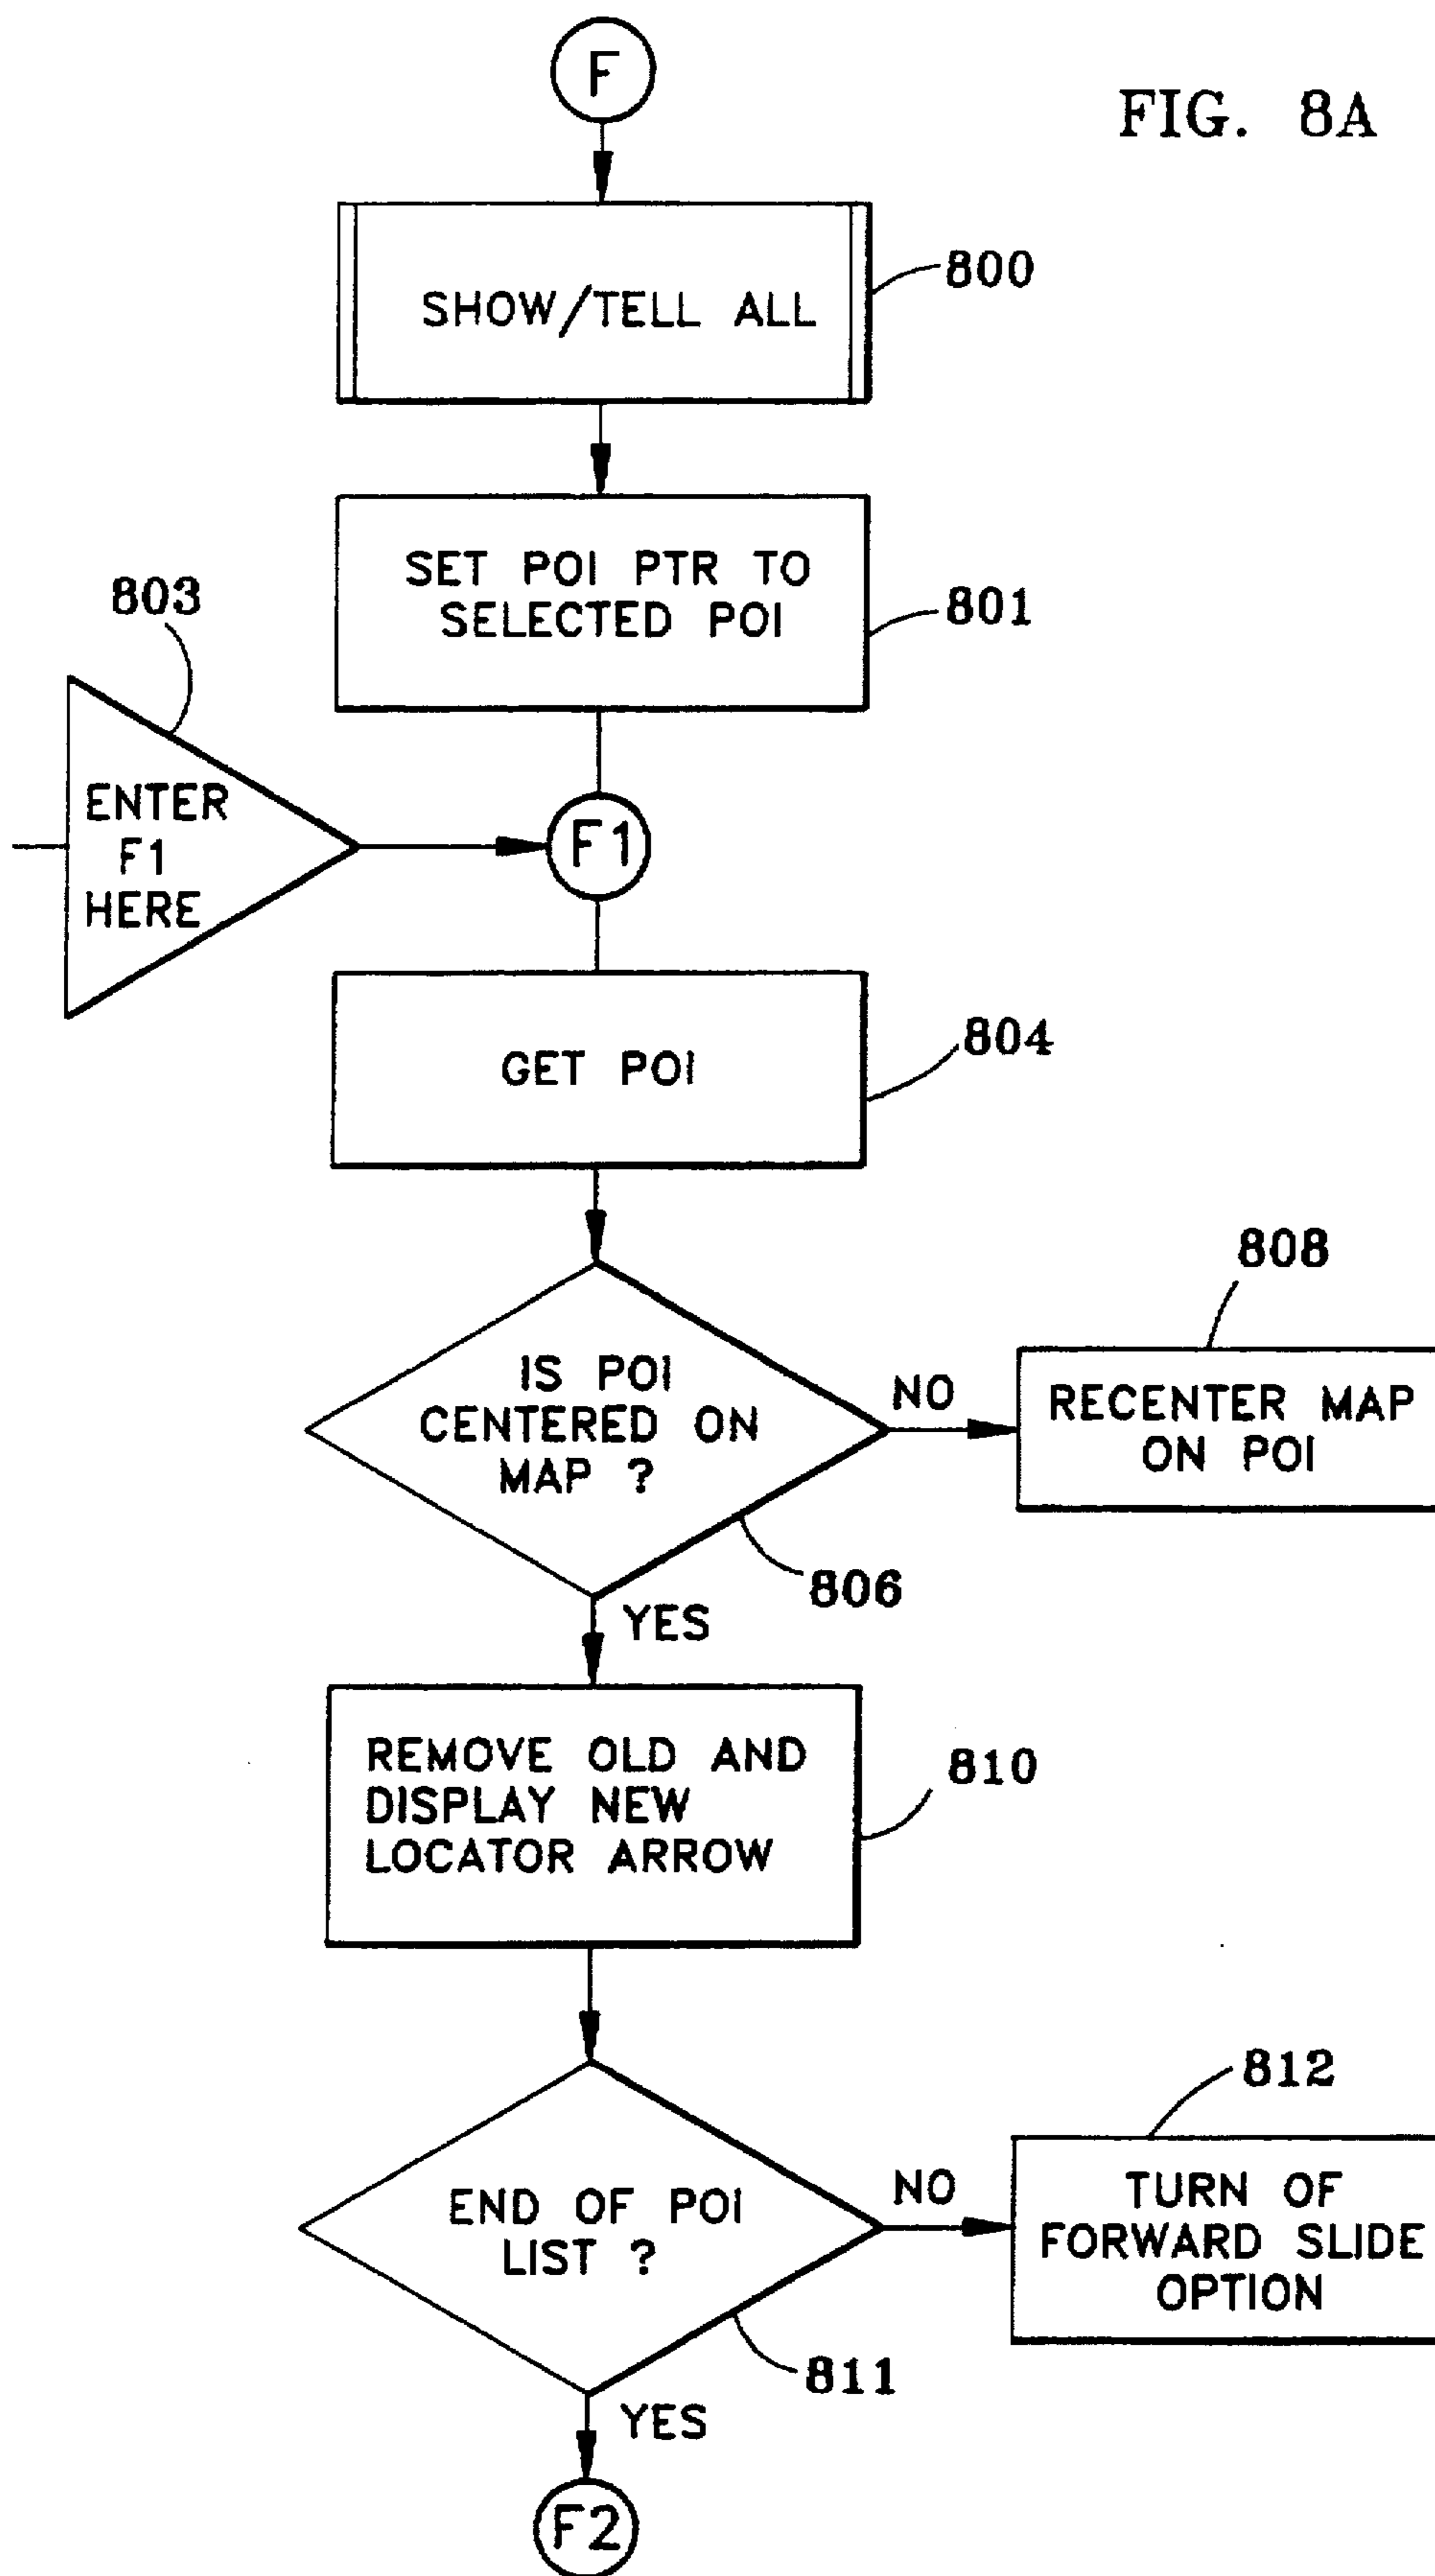 F
FIG. 8A
SHOW/TELL ALL
800
SET POI PTR TO
SELECTED POI
801
803
ENTER
F1
HERE
F1
GET POI
804
IS POI
CENTERED ON
MAP ?
806
NO
808
RECENTER MAP
ON POI
YES
REMOVE OLD AND
DISPLAY NEW
LOCATOR ARROW
810
END OF POI
LIST ?
811
NO
812
TURN OF
FORWARD SLIDE
OPTION
YES
F2